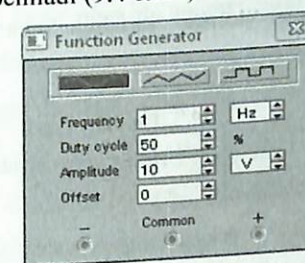 Function Generator
Frequency 1 Hz
Duty cycle 50 %
Amplitude 10 V
Offset 0
- Common +